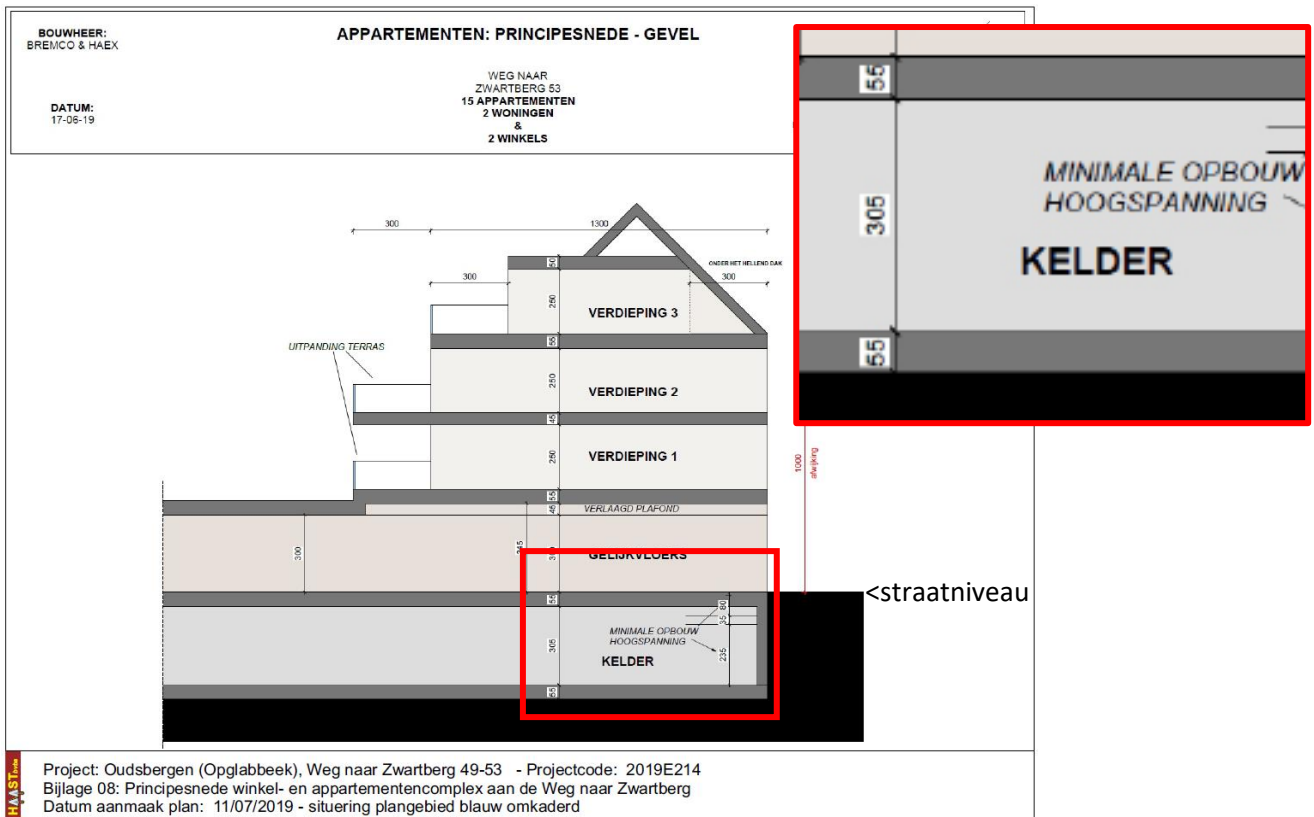 BOUWHEER:
BREMCO & HAEX
APPARTEMENTEN: PRINCIPESNEDE - GEVEL
WEG NAAR
ZWARTBERG 53
15 APPARTEMENTEN
2 WONINGEN
&
2 WINKELS
DATUM:
17-06-19
55
305
MINIMALE OPBOUW
HOOGSPANNING
KELDER
55
300
1300
50
ONDER HET HELLEND DAK
300
300
250
VERDIEPING 3
55
UITPANDING TERRAS
250
VERDIEPING 2
45
250
VERDIEPING 1
1000
afwijking
55
45
VERLAAGD PLAFOND
300
345
300
GELIJKVLOERS
<straatniveau
55
80
35
MINIMALE OPBOUW
HOOGSPANNING
305
235
KELDER
55
HAAST bvba
Project: Oudsbergen (Opglabbeek), Weg naar Zwartberg 49-53 - Projectcode: 2019E214
Bijlage 08: Principesnede winkel- en appartementencomplex aan de Weg naar Zwartberg
Datum aanmaak plan: 11/07/2019 - situering plangebied blauw omkaderd